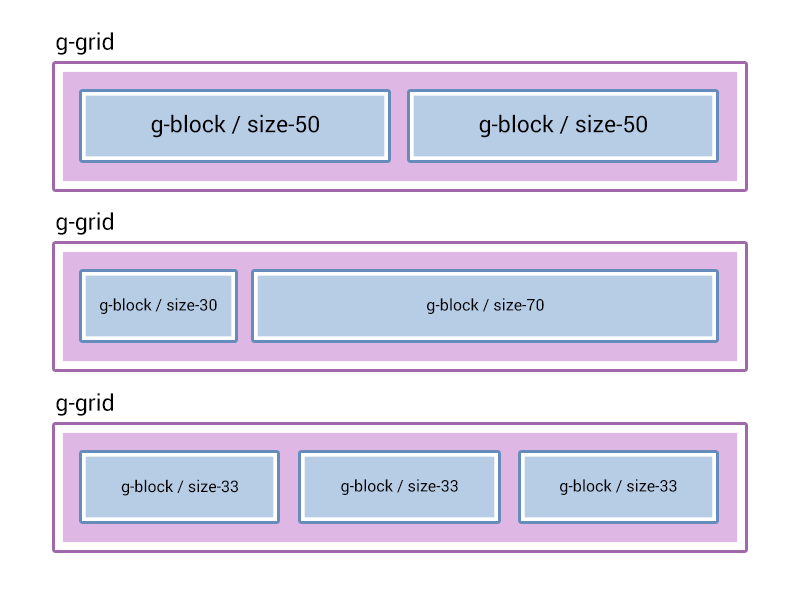 g-grid
g-block / size-50 g-block / size-50
g-grid
g-block / size-30 g-block / size-70
g-grid
g-block / size-33 g-block / size-33 g-block / size-33